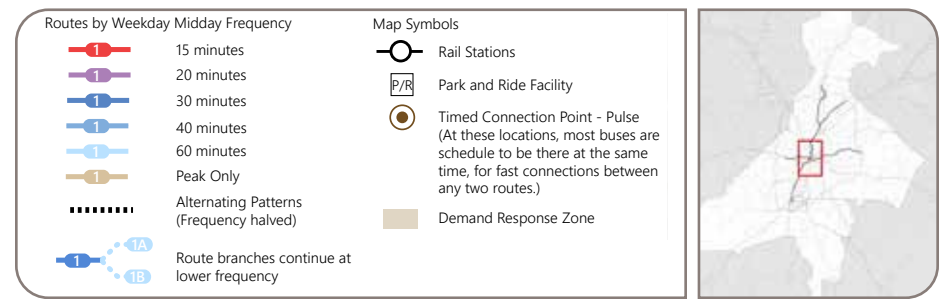 Routes by Weekday Midday Frequency
1 15 minutes
1 20 minutes
1 30 minutes
1 40 minutes
1 60 minutes
1 Peak Only
Alternating Patterns
(Frequency halved)
1 1A 1B
Route branches continue at
lower frequency
Map Symbols
Rail Stations
P/R Park and Ride Facility
Timed Connection Point - Pulse
(At these locations, most buses are
schedule to be there at the same
time, for fast connections between
any two routes.)
Demand Response Zone